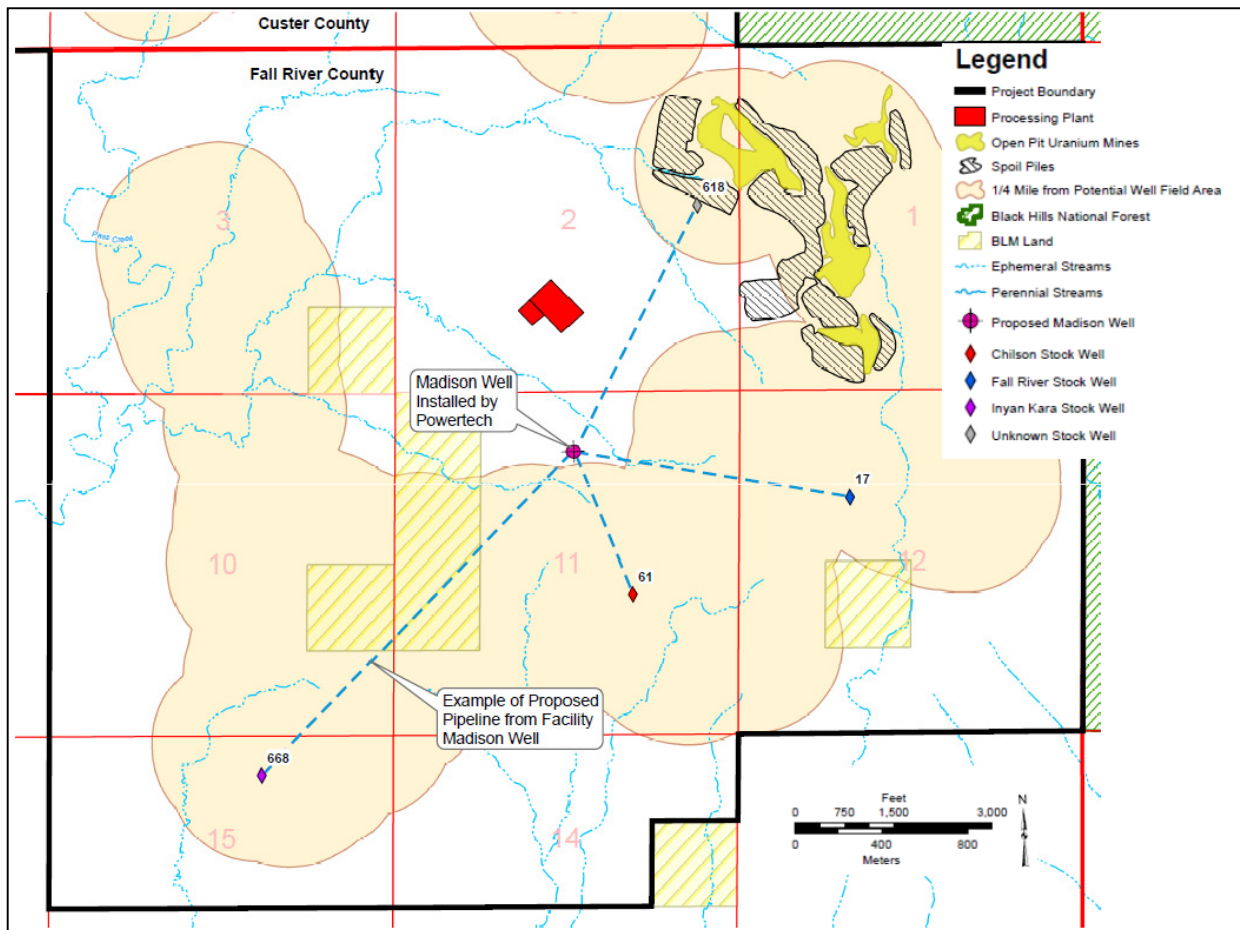 Custer County
Fall River County
Legend
Project Boundary
Processing Plant
Open Pit Uranium Mines
Spoil Piles
1/4 Mile from Potential Well Field Area
Black Hills National Forest
BLM Land
Ephemeral Streams
Perennial Streams
Proposed Madison Well
Chilson Stock Well
Fall River Stock Well
Inyan Kara Stock Well
Unknown Stock Well
618
3
2
1
Pass Creek
Madison Well
Installed by
Powertech
17
10
11
12
61
Example of Proposed
Pipeline from Facility
Madison Well
668
15
14
Feet
0 750 1,500 3,000
0 400 800
Meters
N